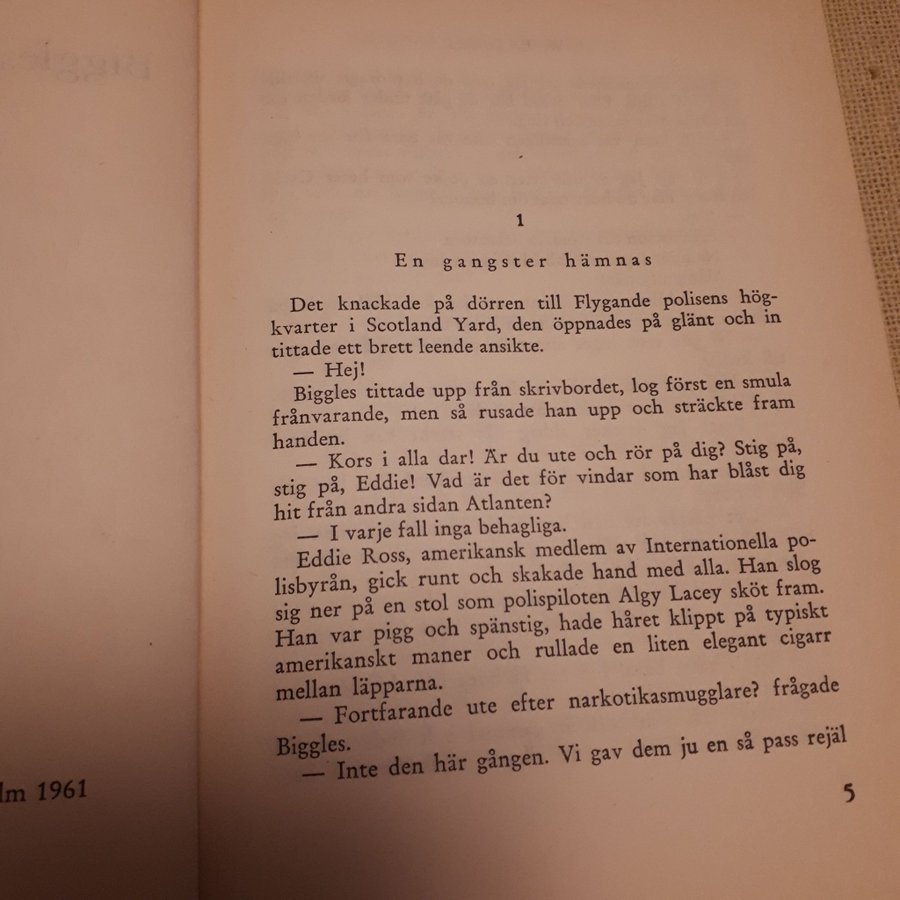 1
En gangster hämnas
Det knackade på dörren till Flygande polisens hög-
kvarter i Scotland Yard, den öppnades på glänt och in
tittade ett brett leende ansikte.
— Hej!
Biggles tittade upp från skrivbordet, log först en smula
frånvarande, men så rusade han upp och sträckte fram
handen.
— Kors i alla dar! Är du ute och rör på dig? Stig på,
stig på, Eddie! Vad är det för vindar som har blåst dig
hit från andra sidan Atlanten?
— I varje fall inga behagliga.
Eddie Ross, amerikansk medlem av Internationella po-
lisbyrån, gick runt och skakade hand med alla. Han slog
sig ner på en stol som polispiloten Algy Lacey sköt fram.
Han var pigg och spänstig, hade håret klippt på typiskt
amerikanskt maner och rullade en liten elegant cigarr
mellan läpparna.
— Fortfarande ute efter narkotikasmugglare? frågade
Biggles.
— Inte den här gången. Vi gav dem ju en så pass rejäl
5
lm 1961